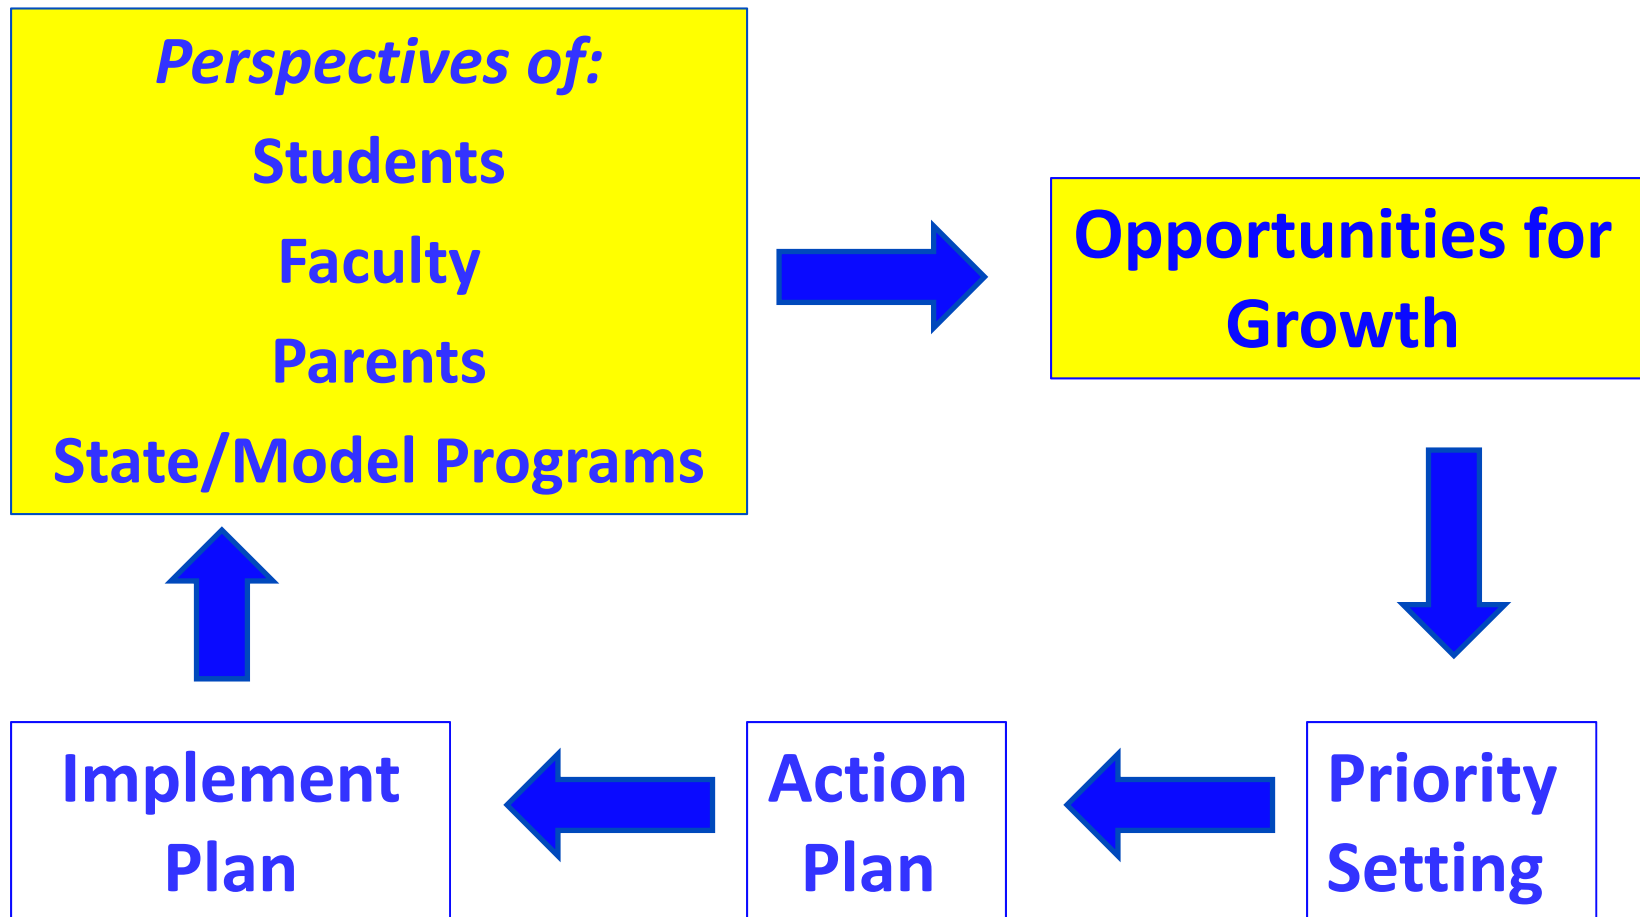 Perspectives of:
Students
Faculty
Parents
State/Model Programs
Opportunities for
Growth
Priority
Setting
Action
Plan
Implement
Plan